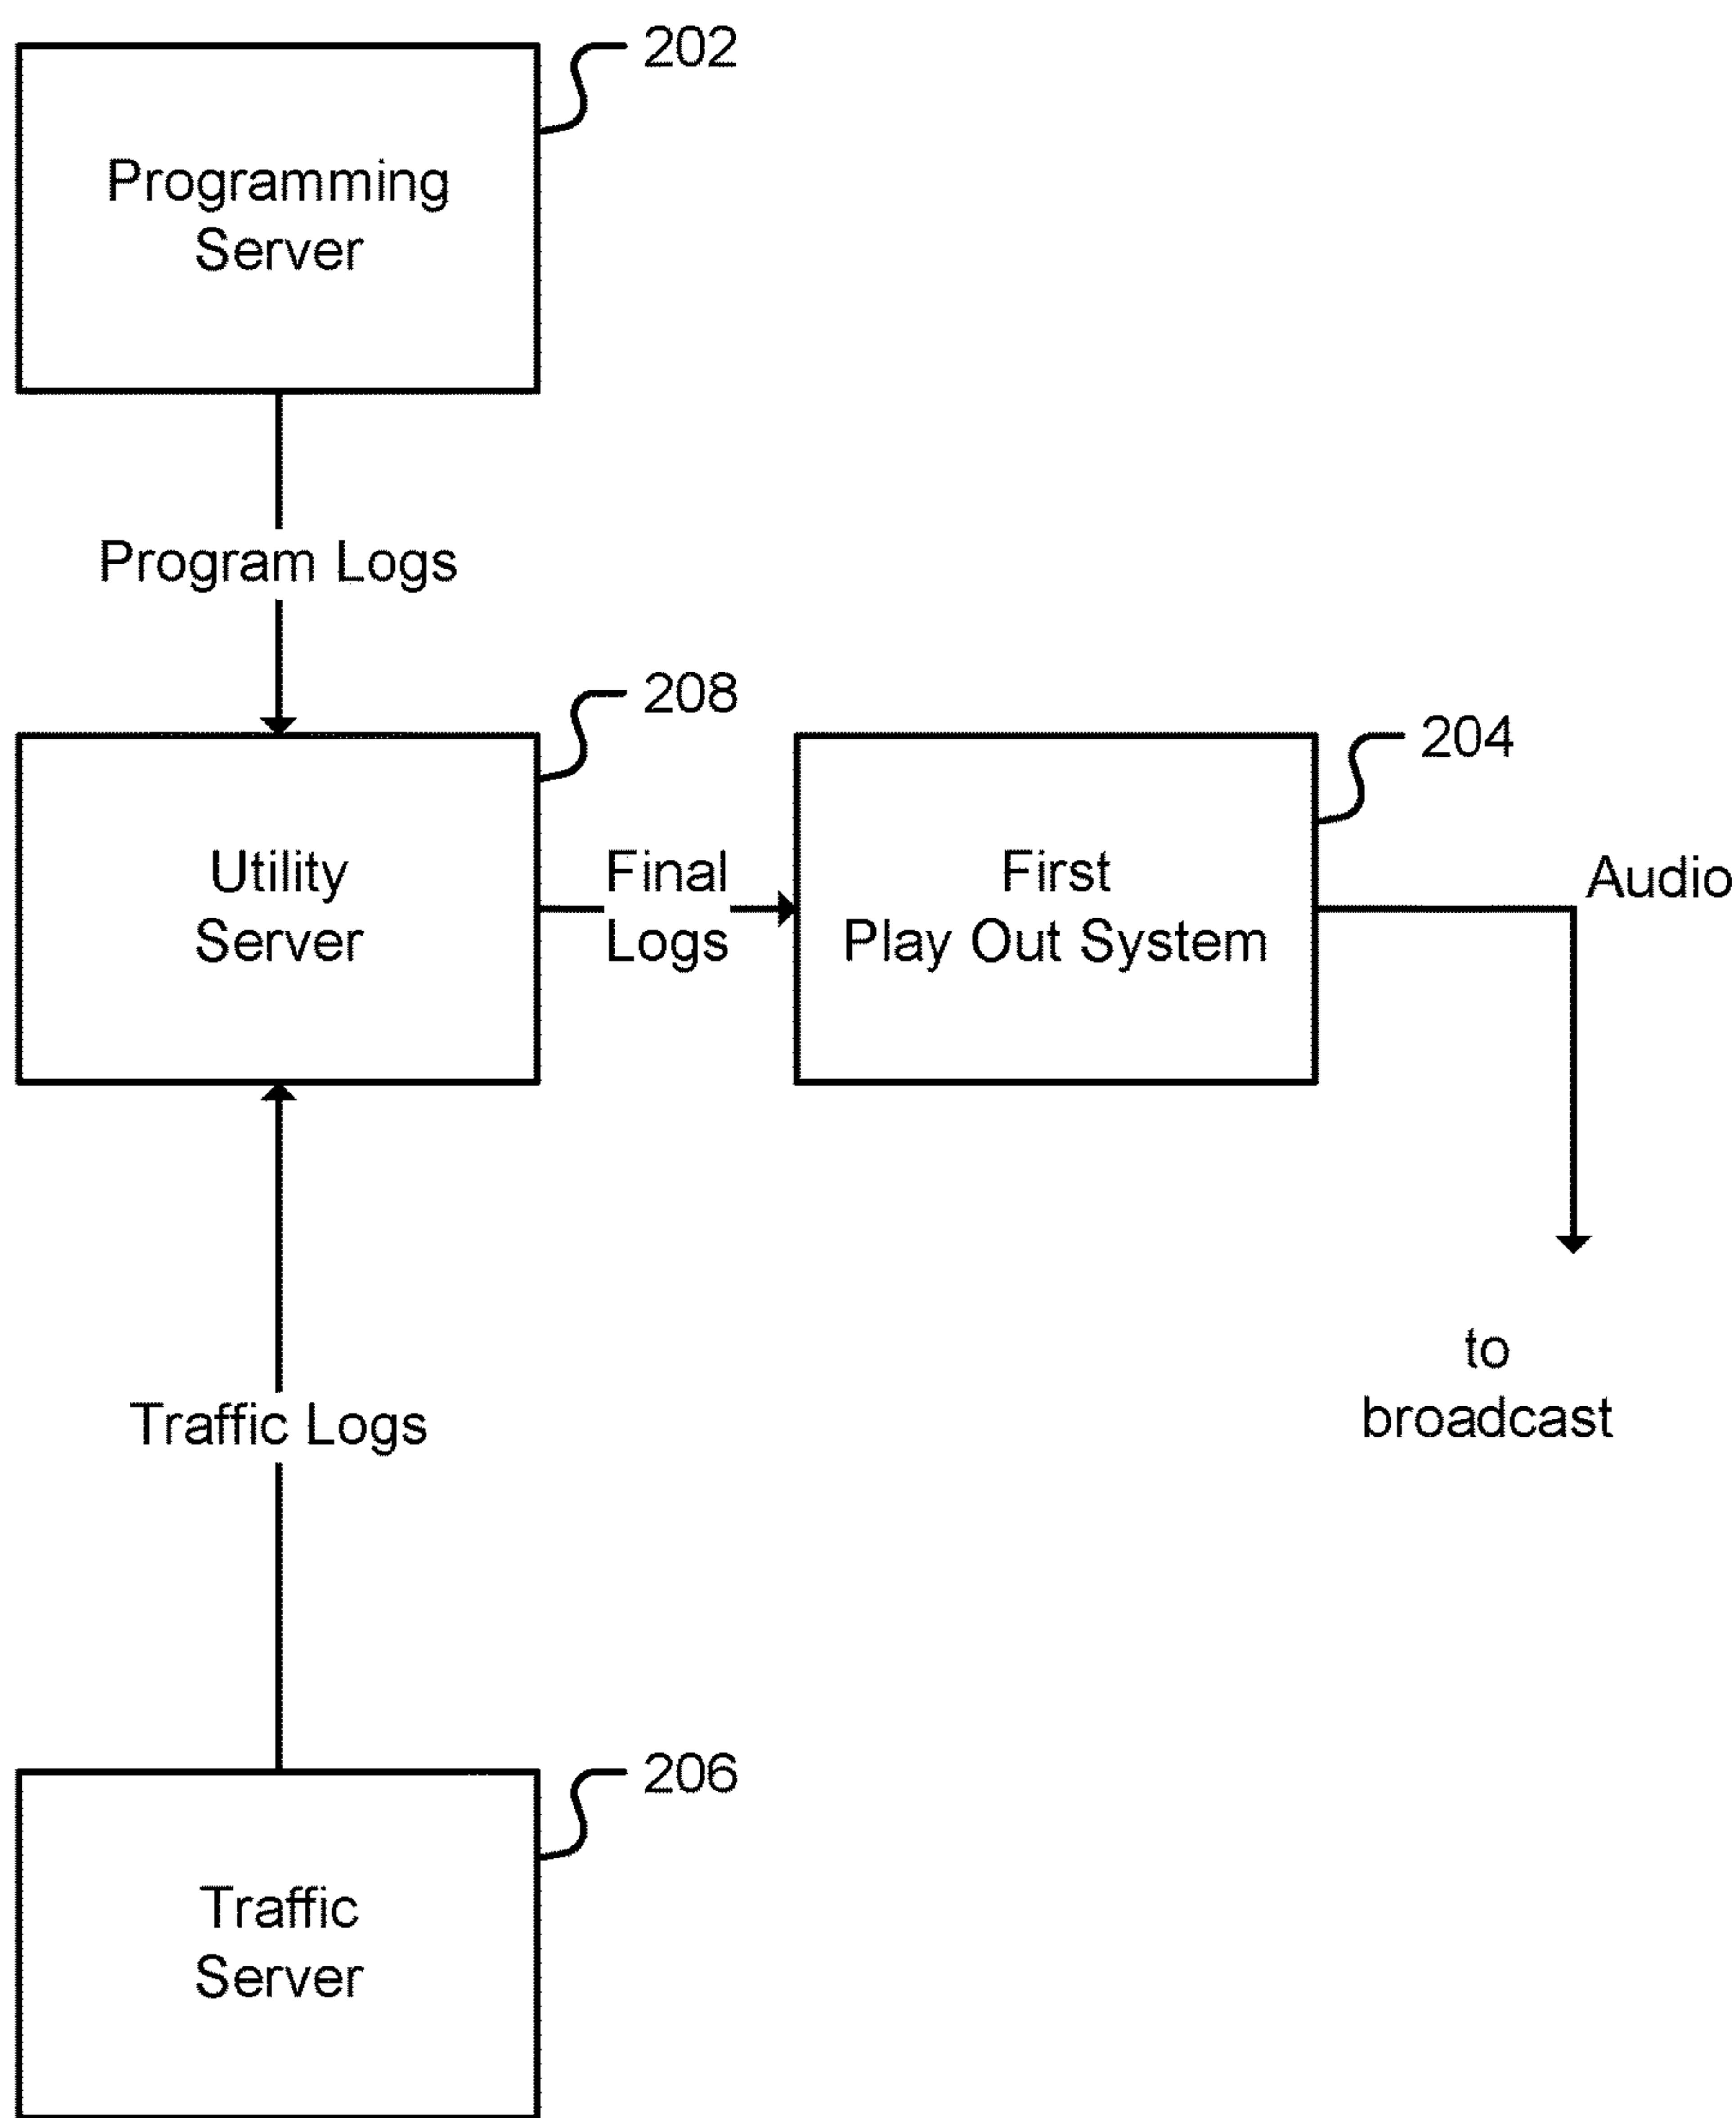 202
Programming
Server
Program Logs
208
204
Utility
Server
Final
Logs
First
Play Out System
Audio
to
broadcast
Traffic Logs
206
Traffic
Server